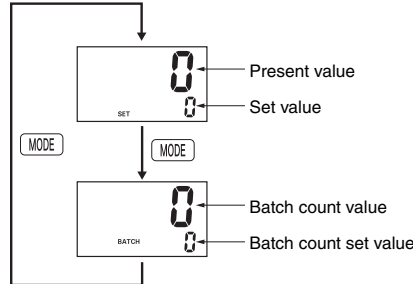 0
Present value
0
Set value
SET
MODE
MODE
0
Batch count value
BATCH
0
Batch count set value